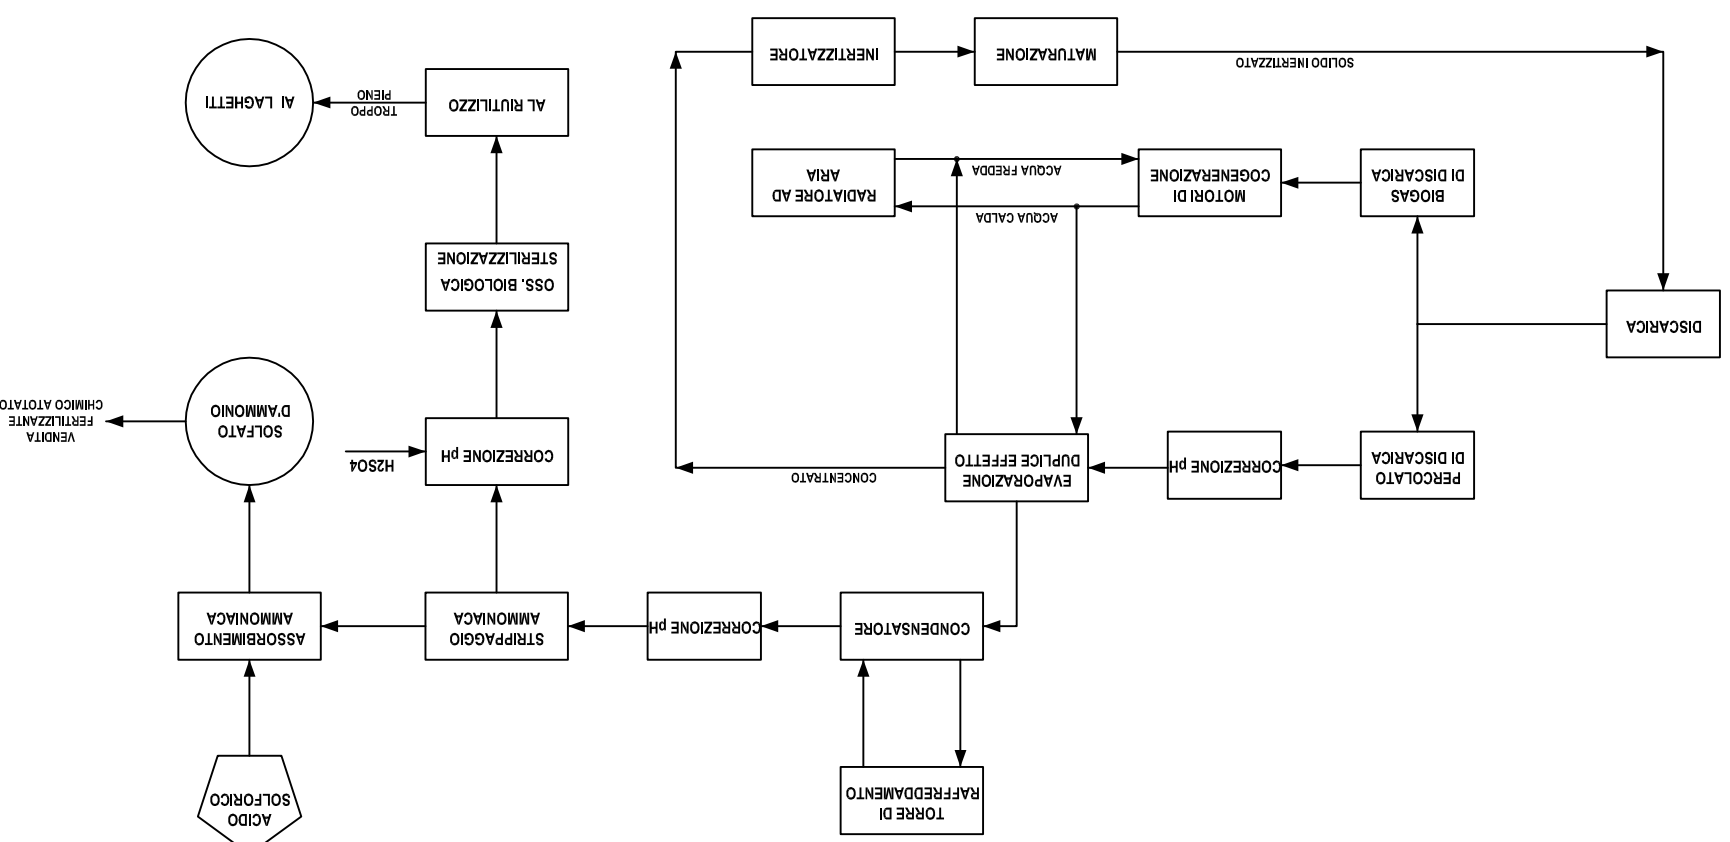 TORRE DI
RAFFREDDAMENTO
ACIDO
SOLFORICO
CONDENSATORE
CORREZIONE pH
STRIPPAGGIO
AMMONIACA
ASSORBIMENTO
AMMONIACA
PERCOLATO
DI DISCARICA
CORREZIONE pH
EVAPORAZIONE
DUPLICE EFFETTO
CONCENTRATO
CORREZIONE pH
H2SO4
SOLFATO
D'AMMONIO
VENDITA
FERTILIZZANTE
CHIMICO ATOTATO
DISCARICA
OSS. BIOLOGICA
STERILIZZAZIONE
BIOGAS
DI DISCARICA
MOTORI DI
COGENERAZIONE
ACQUA CALDA
ACQUA FREDDA
RADIATORE AD
ARIA
AL RIUTILIZZO
TROPPO
PIENO
AI LAGHETTI
SOLIDO INERTIZZATO
MATURAZIONE
INERTIZZATORE